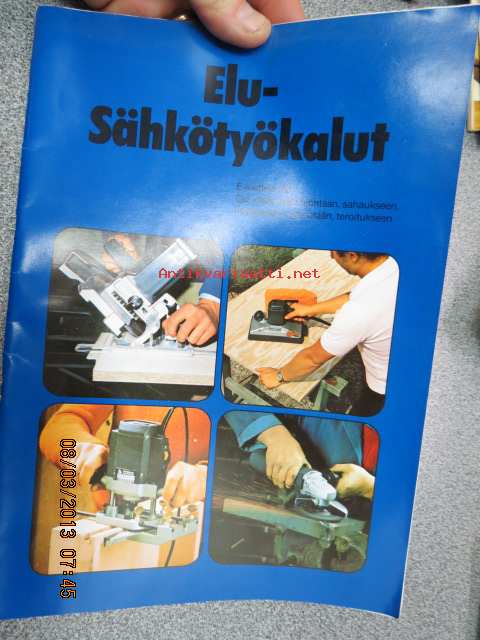 Elu-
Sähkötyökalut
sahaukseen,
teroitukseen
Antikvariaatti.net
08/03/2013 07:45